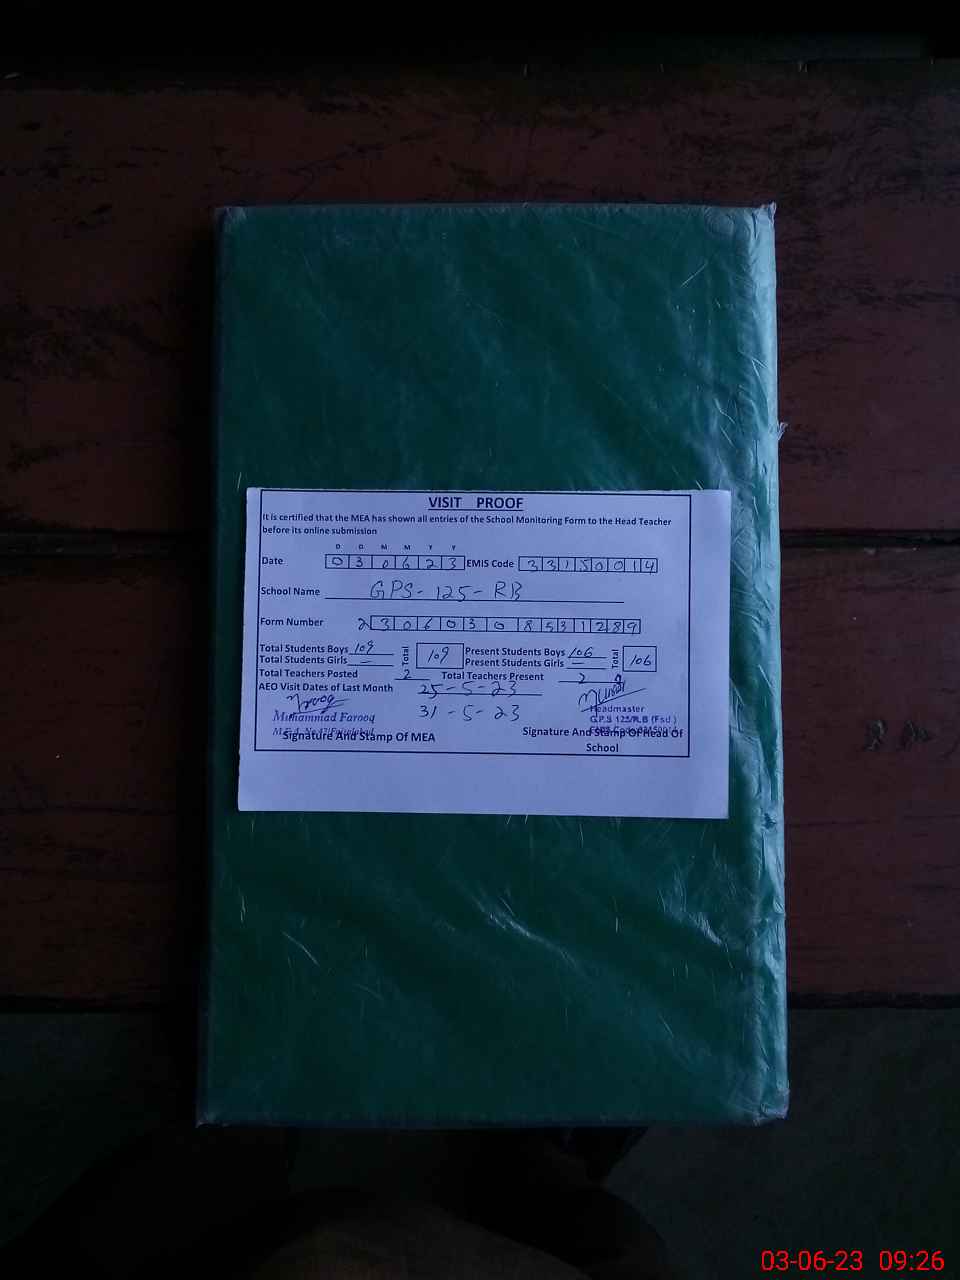 VISIT PROOF
It is certified that the MEA has shown all entries of the School Monitoring Form to the Head Teacher
before its online submission
D D M M Y Y
Date 0 3 0 6 2 3 EMIS Code 3 3 1 5 0 0 1 4
School Name GPS-125-RB
Form Number 2 3 0 6 0 3 0 8 5 3 1 2 8 9
Total Students Boys 109 Total 109 Present Students Boys 106 Total 106
Total Students Girls — Present Students Girls —
Total Teachers Posted 2 Total Teachers Present 2
AEO Visit Dates of Last Month 25-5-23
31-5-23
Farooq
Muhammad Farooq
Headmaster
G.P.S 125/R.B (Fsd.)
Signature And Stamp Of MEA
Signature And Stamp Of Head Of
School
03-06-23 09:26